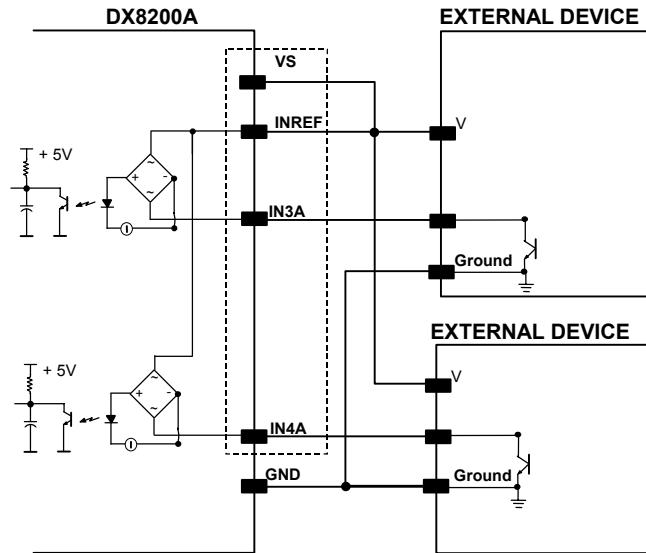 DX8200A
EXTERNAL DEVICE
VS
INREF
V
+ 5V
IN3A
Ground
EXTERNAL DEVICE
+ 5V
V
IN4A
GND
Ground